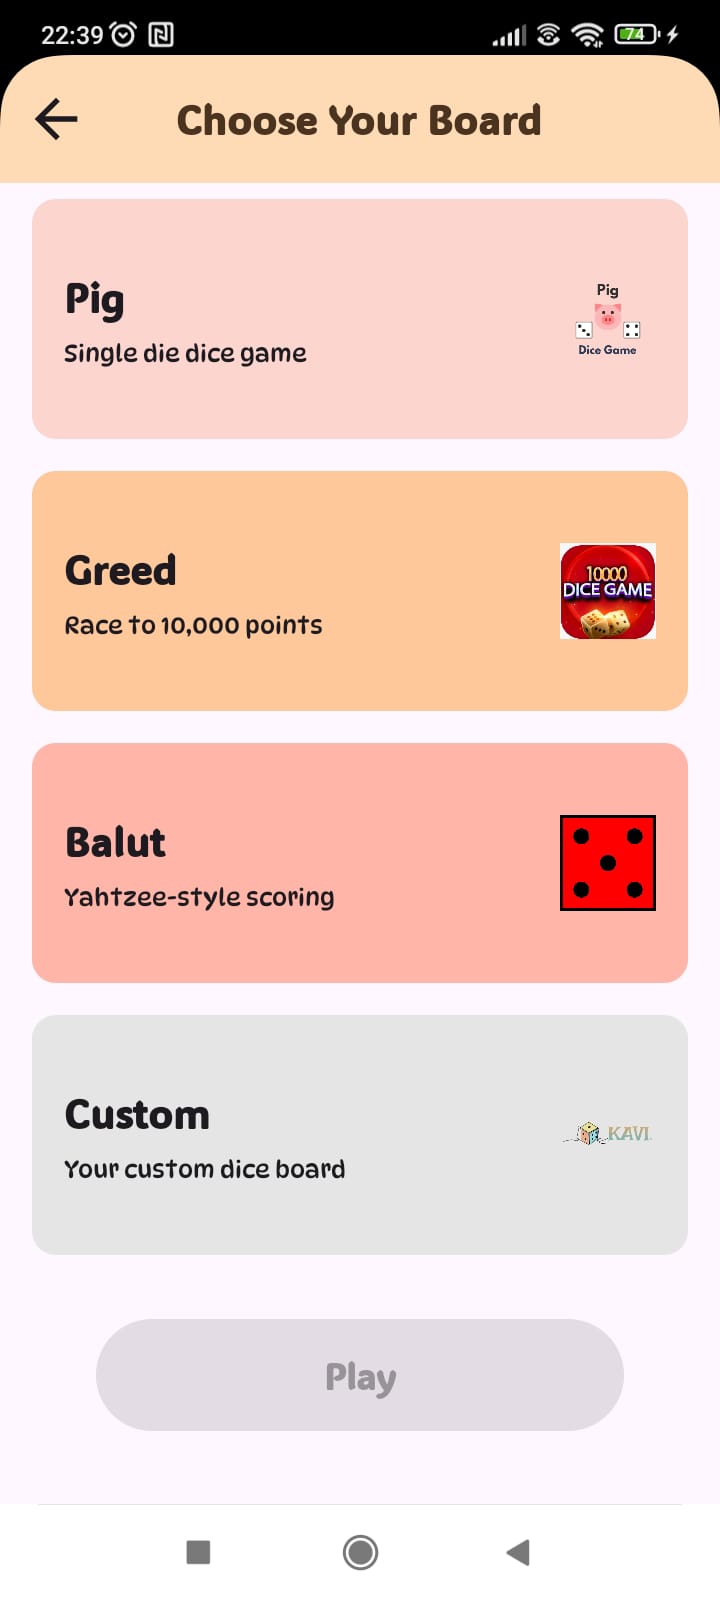 22:39
74
Choose Your Board
Pig
Single die dice game
Pig
Dice Game
Greed
Race to 10,000 points
10000
DICE GAME
Balut
Yahtzee-style scoring
Custom
Your custom dice board
KAVI
Play